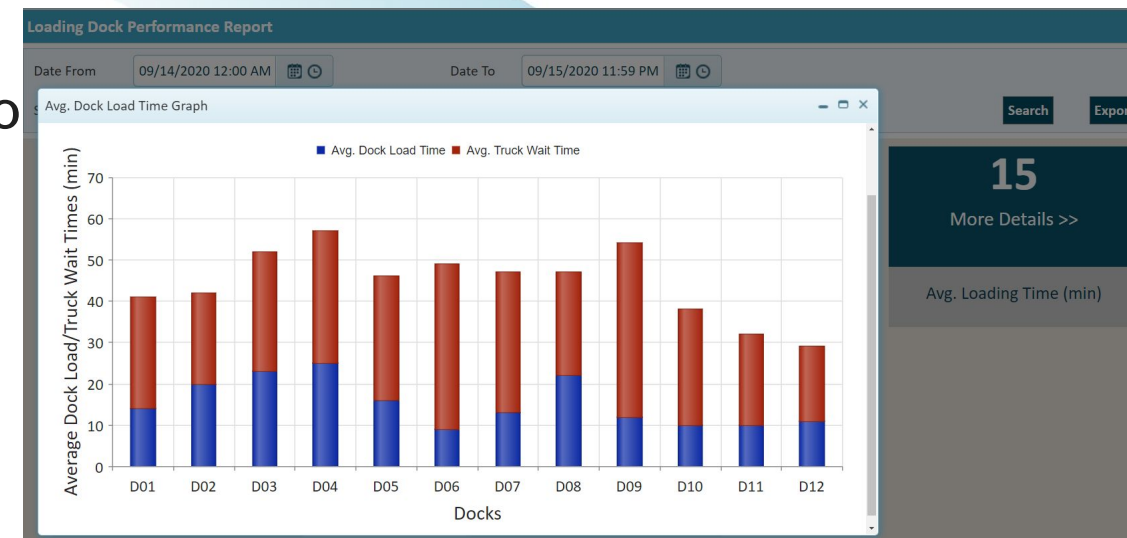 Loading Dock Performance Report
Date From 09/14/2020 12:00 AM Date To 09/15/2020 11:59 PM
Avg. Dock Load Time Graph
Search Expor
Avg. Dock Load Time Avg. Truck Wait Time
Average Dock Load/Truck Wait Times (min)
70
60
50
40
30
20
10
0
D01 D02 D03 D04 D05 D06 D07 D08 D09 D10 D11 D12
Docks
15
More Details >>
Avg. Loading Time (min)